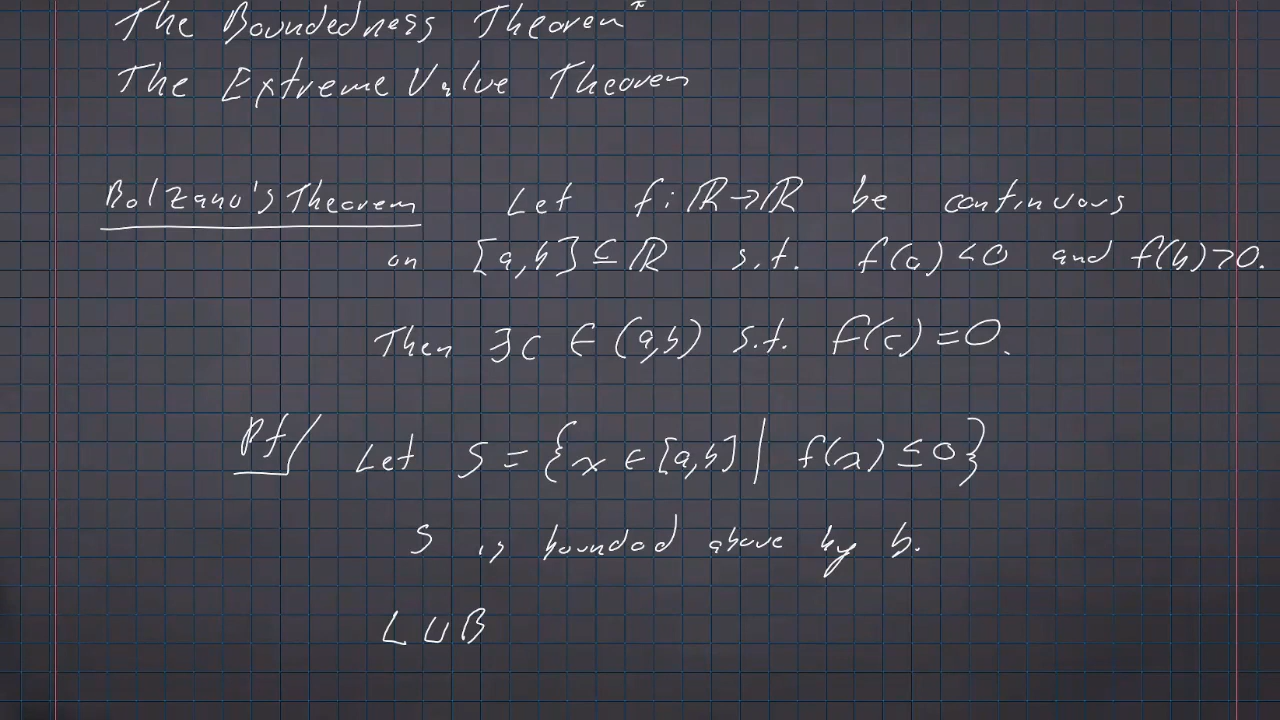 The Boundedness Theorem*
The Extreme Value Theorem
Bolzano's Theorem Let f: ℝ→ℝ be continuous
on [a,b] ⊆ ℝ s.t. f(a)<0 and f(b)>0.
Then ∃c ∈ (a,b) s.t. f(c)=0.
Pf/ Let S = {x ∈ [a,b] | f(x) ≤0}
S is bounded above by b.
LUB